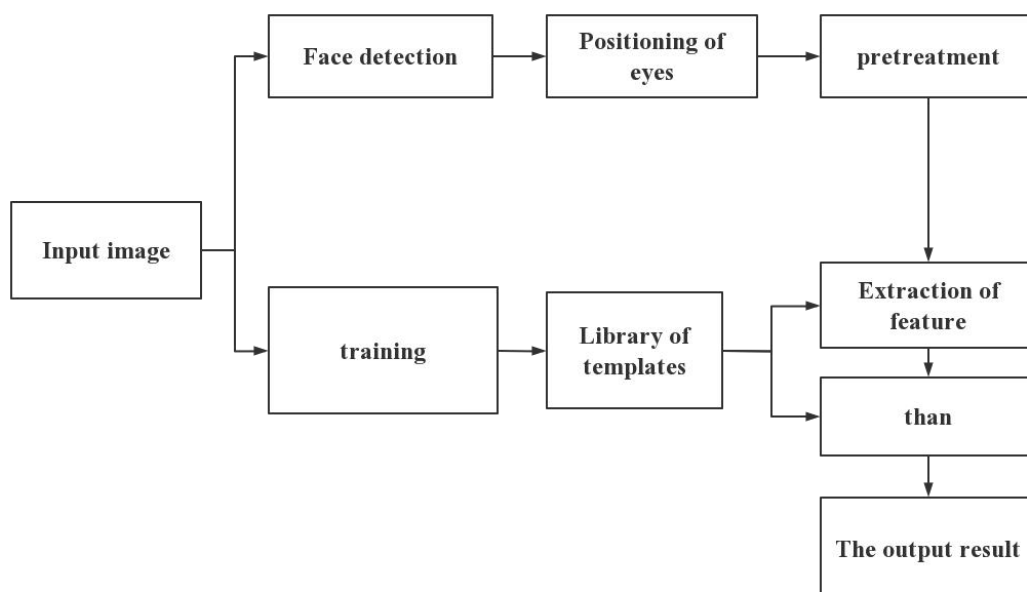 Face detection
Positioning of
eyes
pretreatment
Input image
training
Library of
templates
Extraction of
feature
than
The output result